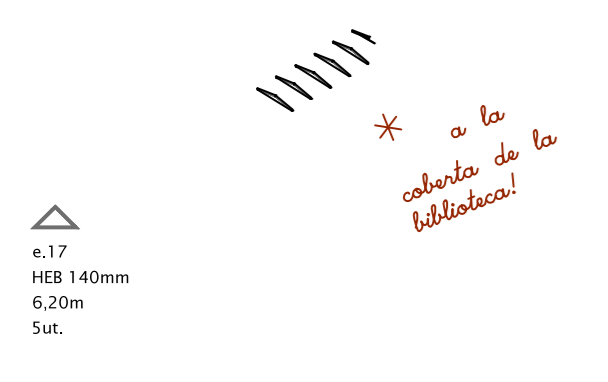 * a la
coberta de la
biblioteca!
e.17
HEB 140mm
6,20m
5ut.